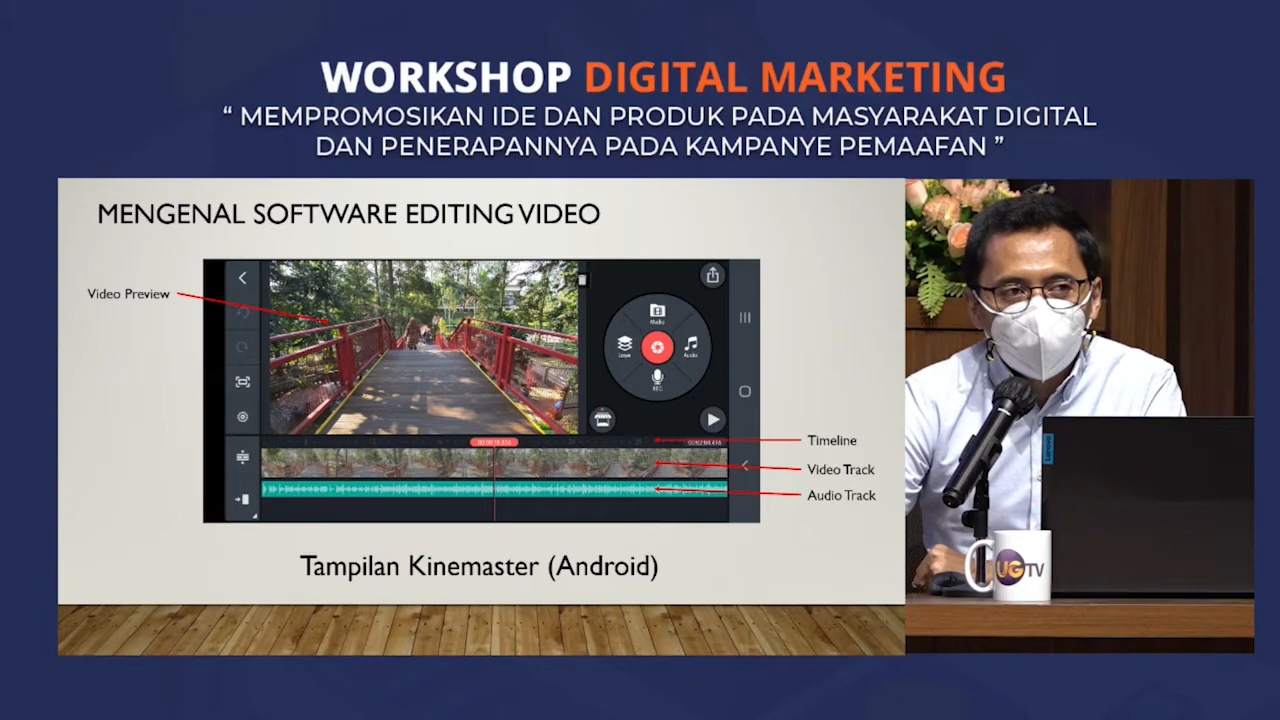 WORKSHOP DIGITAL MARKETING
“ MEMPROMOSIKAN IDE DAN PRODUK PADA MASYARAKAT DIGITAL
DAN PENERAPANNYA PADA KAMPANYE PEMAAFAN ”
MENGENAL SOFTWARE EDITING VIDEO
Video Preview
Media
Layer
Audio
REC
Timeline
Video Track
Audio Track
Tampilan Kinemaster (Android)
Lenovo
UGTV